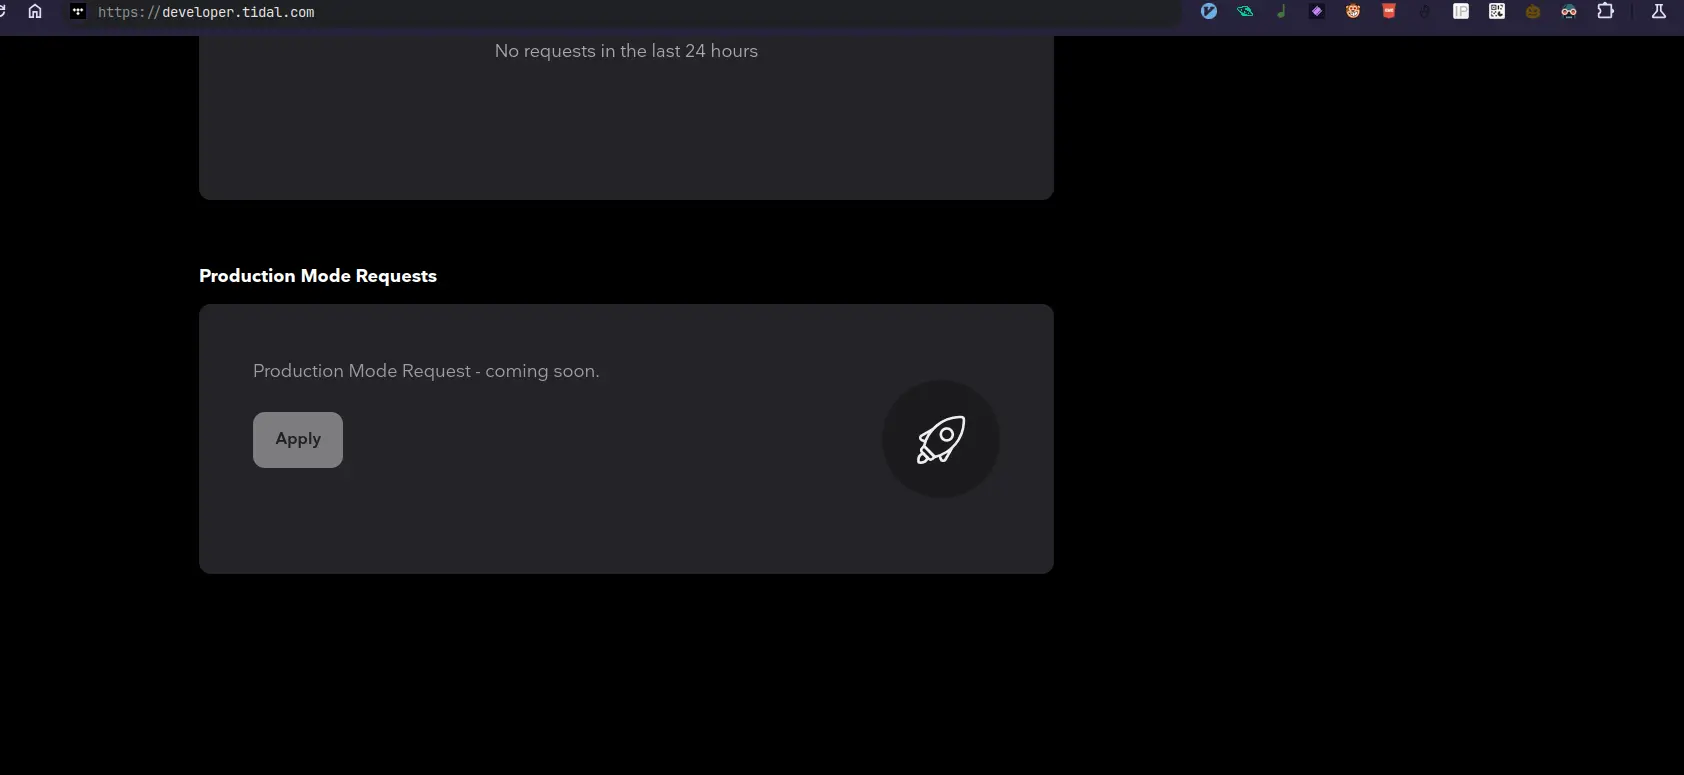 https://developer.tidal.com
No requests in the last 24 hours
Production Mode Requests
Production Mode Request - coming soon.
Apply